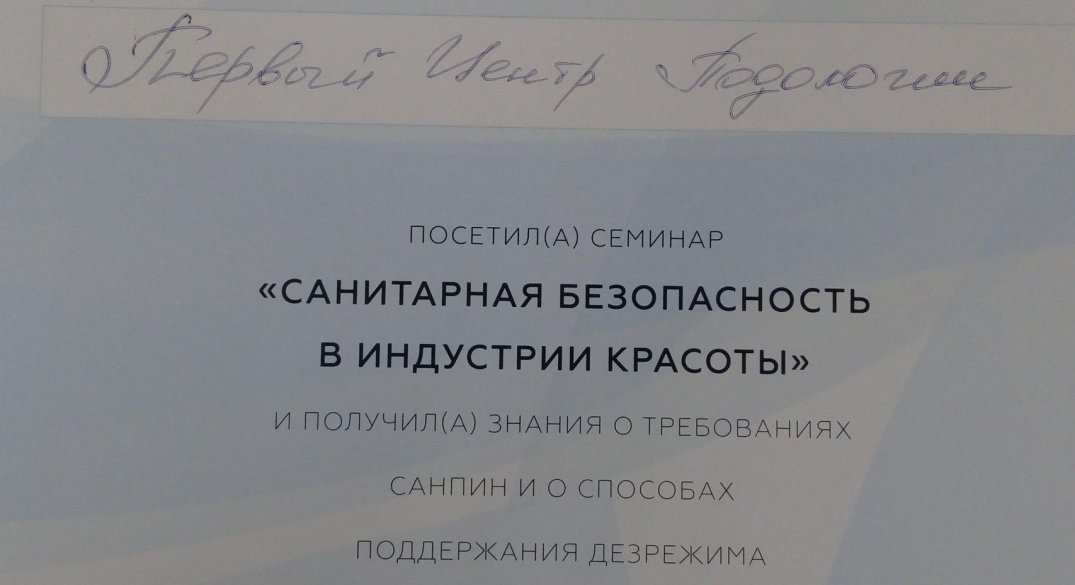 Первый Центр Подологии
ПОСЕТИЛ(А) СЕМИНАР
«САНИТАРНАЯ БЕЗОПАСНОСТЬ
В ИНДУСТРИИ КРАСОТЫ»
И ПОЛУЧИЛ(А) ЗНАНИЯ О ТРЕБОВАНИЯХ
САНПИН И О СПОСОБАХ
ПОДДЕРЖАНИЯ ДЕЗРЕЖИМА